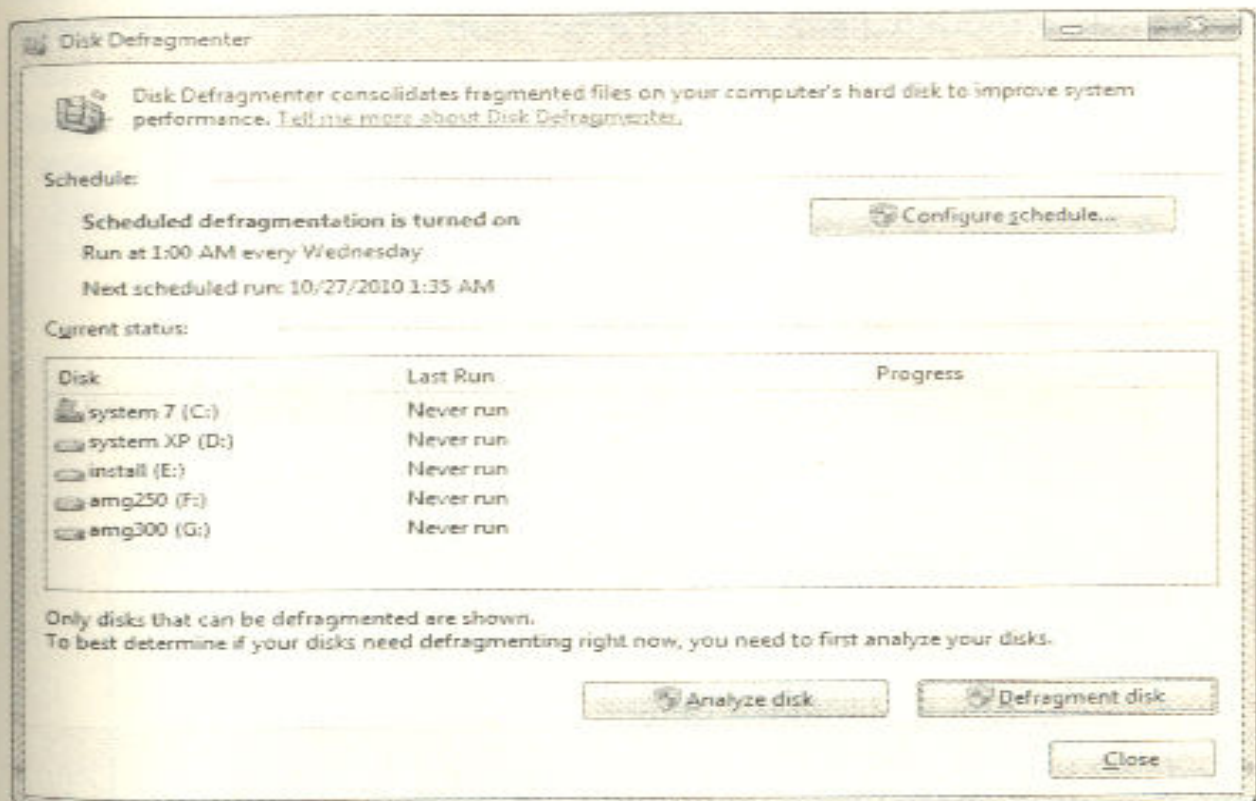 Disk Defragmenter
Disk Defragmenter consolidates fragmented files on your computer's hard disk to improve system
performance. Tell me more about Disk Defragmenter.
Schedule:
Scheduled defragmentation is turned on
Configure schedule...
Run at 1:00 AM every Wednesday
Next scheduled run: 10/27/2010 1:35 AM
Current status:
Disk Last Run Progress
system 7 (C:) Never run
system XP (D:) Never run
install (E:) Never run
amg250 (F:) Never run
amg300 (G:) Never run
Only disks that can be defragmented are shown.
To best determine if your disks need defragmenting right now, you need to first analyze your disks.
Analyze disk Defragment disk
Close